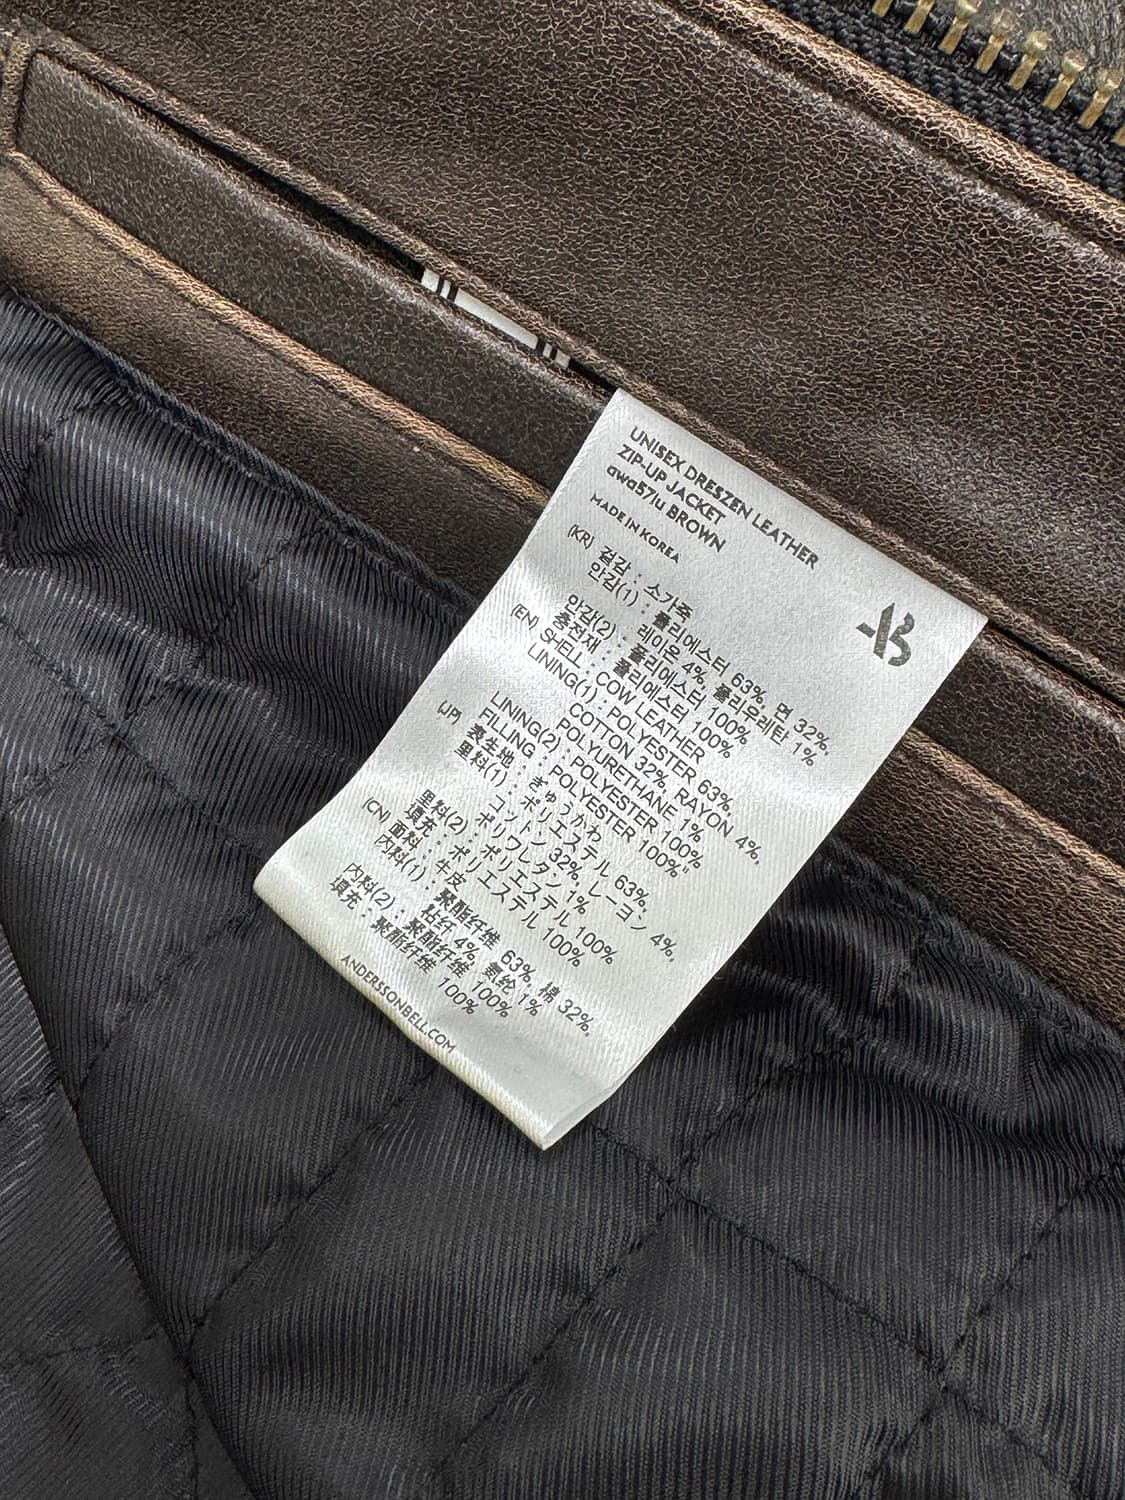 UNISEX DRESZEN LEATHER
ZIP-UP JACKET
awa571u BROWN
MADE IN KOREA
(KR) 겉감 : 소가죽
안감(1) : 폴리에스터 63%, 면 32%,
레이온 4%, 폴리우레탄 1%
안감(2) : 폴리에스터 100%
충전재 : 폴리에스터 100%
(EN) SHELL : COW LEATHER
LINING(1) : POLYESTER 63%,
COTTON 32%, RAYON 4%,
POLYURETHANE 1%
LINING(2) : POLYESTER 100%
FILLING : POLYESTER 100%"
(JP) 表生地 : ぎゅうかわ
里料(1) : ポリエステル 63%,
コットン 32%, レーヨン 4%,
ポリウレタン 1%
里料(2) : ポリエステル 100%
填充 : ポリエステル 100%
(CN) 面料 : 牛皮
内料(1) : 聚酯纤维 63%, 棉 32%,
粘纤 4%, 氨纶 1%
内料(2) : 聚酯纤维 100%
填充 : 聚酯纤维 100%
ANDERSSONBELL.COM